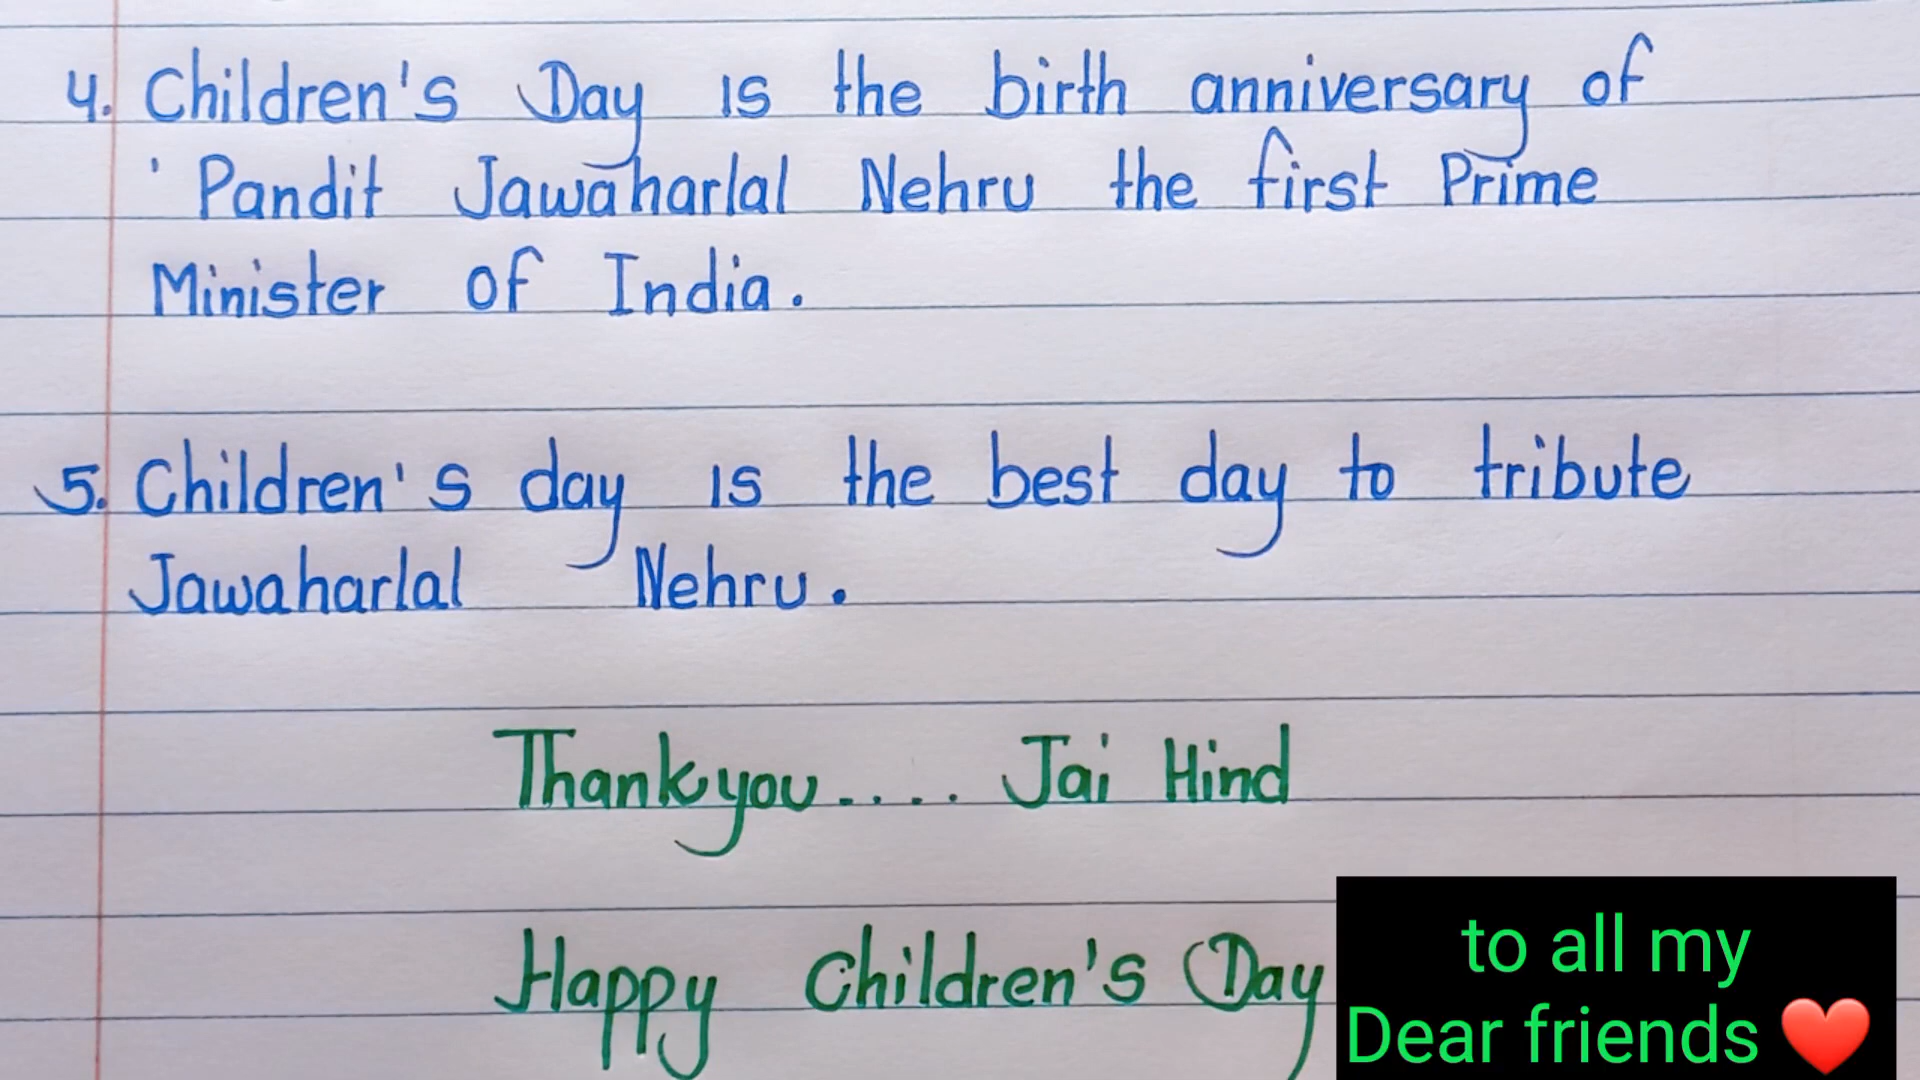 4. Children's Day is the birth anniversary of
' Pandit Jawaharlal Nehru the first Prime
Minister of India.
5. Children's day is the best day to tribute
Jawaharlal Nehru.
Thank you.... Jai Hind
Happy Children's Day
to all my
Dear friends ❤️